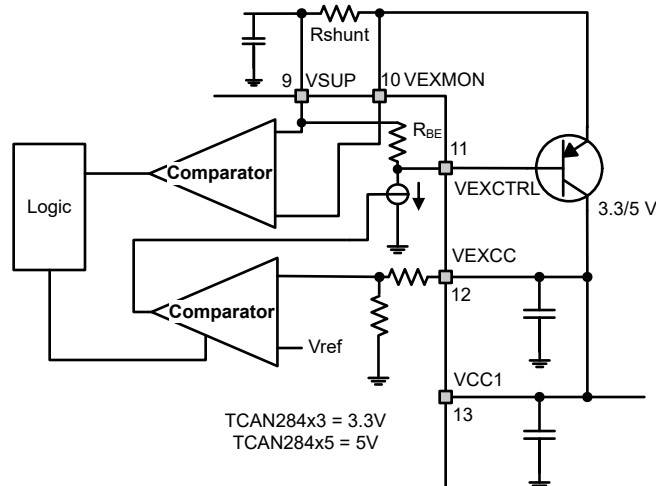 Rshunt
9 VSUP
10 VEXMON
RBE
11
VEXCTRL
Comparator
Logic
3.3/5 V
VEXCC
12
Comparator
Vref
VCC1
13
TCAN284x3 = 3.3V
TCAN284x5 = 5V